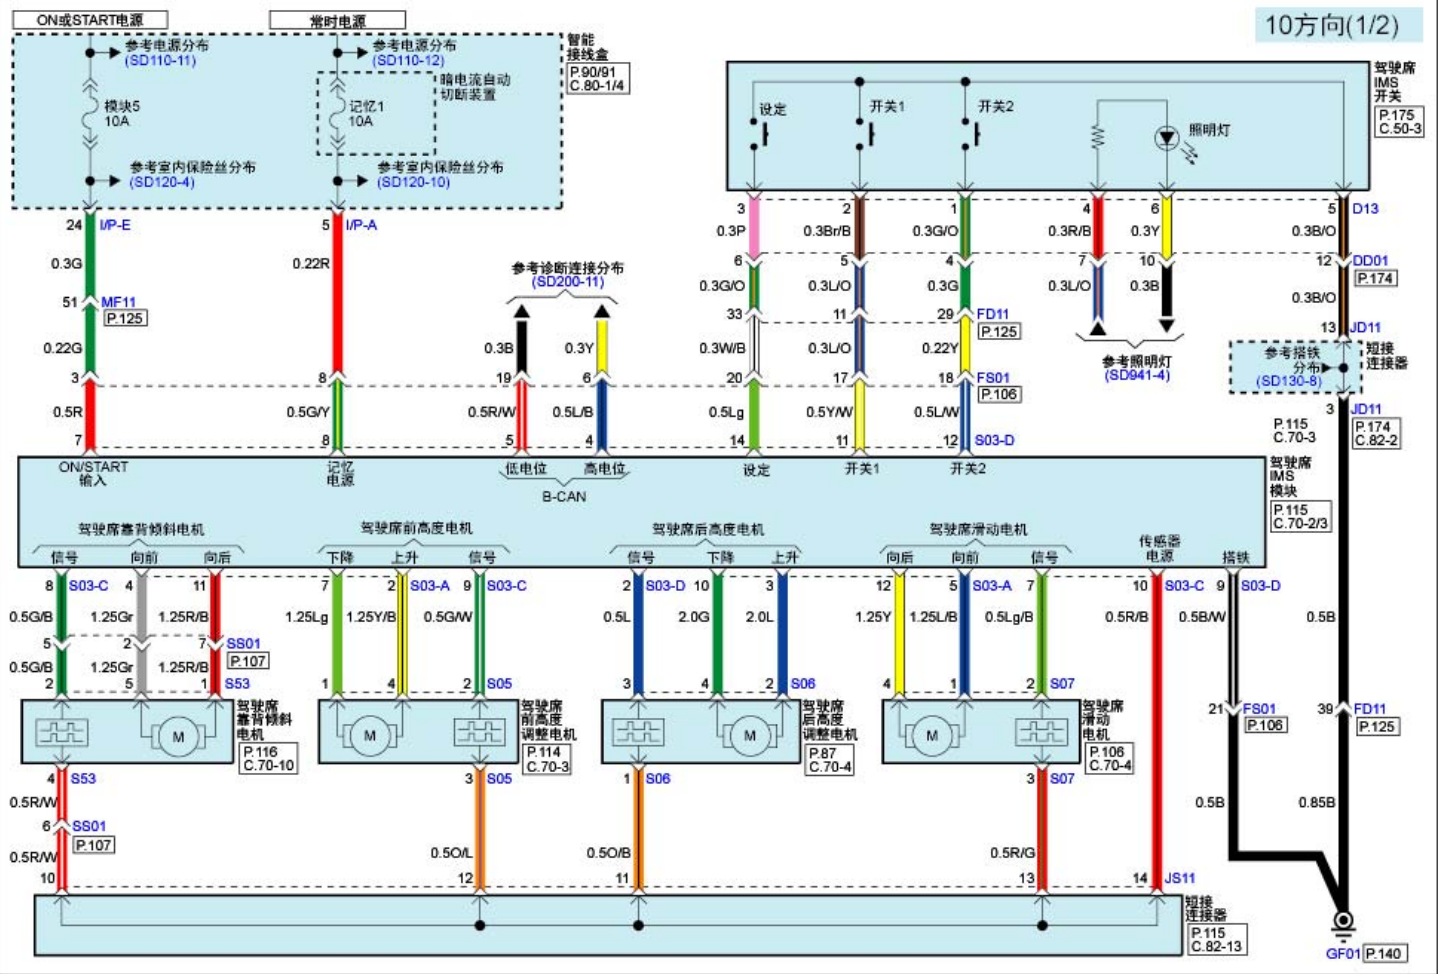 ON或START电源
常时电源
10方向(1/2)
参考电源分布
(SD110-11)
参考电源分布
(SD110-12)
智能
接线盒
P.90/91
C.80-1/4
模块5
10A
记忆1
10A
暗电流自动
切断装置
参考室内保险丝分布
(SD120-4)
参考室内保险丝分布
(SD120-10)
驾驶席
IMS
开关
P.175
C.50-3
设定
开关1
开关2
照明灯
24 I/P-E
5 I/P-A
3 2 1 4 6 5 D13
0.3G
0.22R
0.3P 0.3Br/B 0.3G/O 0.3R/B 0.3Y 0.3B/O
6 5 4 7 10 12 DD01
P.174
参考诊断连接分布
(SD200-11)
0.3G/O 0.3L/O 0.3G 0.3L/O 0.3B 0.3B/O
51 MF11
P.125
33 11 29 FD11
P.125
13 JD11
0.22G
0.3B 0.3Y
0.3W/B 0.3L/O 0.22Y
参考照明灯
(SD941-4)
参考搭铁
分布
(SD130-8)
短接
连接器
3 8 19 6 20 17 18 FS01
P.106
0.5R 0.5G/Y 0.5R/W 0.5L/B 0.5Lg 0.5Y/W 0.5L/W
3 JD11
P.174
C.82-2
P.115
C.70-3
7 8 5 4 14 11 12 S03-D
ON/START
输入
记忆
电源
低电位 高电位
B-CAN
设定 开关1 开关2
驾驶席
IMS
模块
P.115
C.70-2/3
驾驶席靠背倾斜电机
驾驶席前高度电机
驾驶席后高度电机
驾驶席滑动电机
信号 向前 向后
下降 上升 信号
信号 下降 上升
向后 向前 信号
传感器
电源
搭铁
8 S03-C 4 11 7 2 S03-A 9 S03-C 2 S03-D 10 3 12 5 S03-A 7 10 S03-C 9 S03-D
0.5G/B 1.25Gr 1.25R/B 1.25Lg 1.25Y/B 0.5G/W 0.5L 2.0G 2.0L 1.25Y 1.25L/B 0.5Lg/B 0.5R/B 0.5B/W 0.5B
5 2 7 SS01
P.107
0.5G/B 1.25Gr 1.25R/B
2 5 1 S53
1 4 2 S05
3 4 2 S06
4 1 2 S07
M
M
M
M
驾驶席
靠背倾斜
电机
P.116
C.70-10
驾驶席
前高度
调整电机
P.114
C.70-3
驾驶席
后高度
调整电机
P.87
C.70-4
驾驶席
滑动
电机
P.106
C.70-4
21 FS01
P.106
39 FD11
P.125
4 S53
3 S05
1 S06
3 S07
0.5R/W
0.5B
0.85B
6 SS01
P.107
0.5R/W 0.5O/L 0.5O/B 0.5R/G
10 12 11 13 14 JS11
短接
连接器
P.115
C.82-13
GF01 P.140